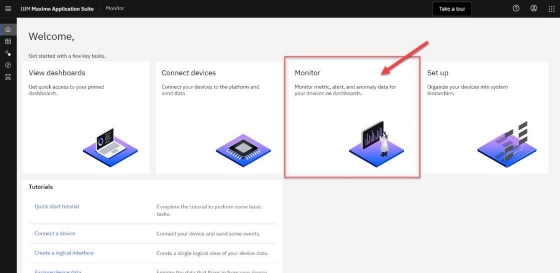 IBM Maximo Application Suite Monitor Take a tour
Welcome,
Get started with a few key tasks.
View dashboards
Get quick access to your pinned
dashboards.
Connect devices
Connect your devices to the platform and
send data.
Monitor
Monitor metric, alert, and anomaly data for
your devices on dashboards.
Set up
Organize your devices into system
hierarchies.
Tutorials
Quick start tutorial
Complete the tutorial to perform some basic
tasks.
Connect a device
Connect your device and send some events.
Create a logical interface
Create a single logical view of your device data.
Explore device data
Explore the data that flows in from your device